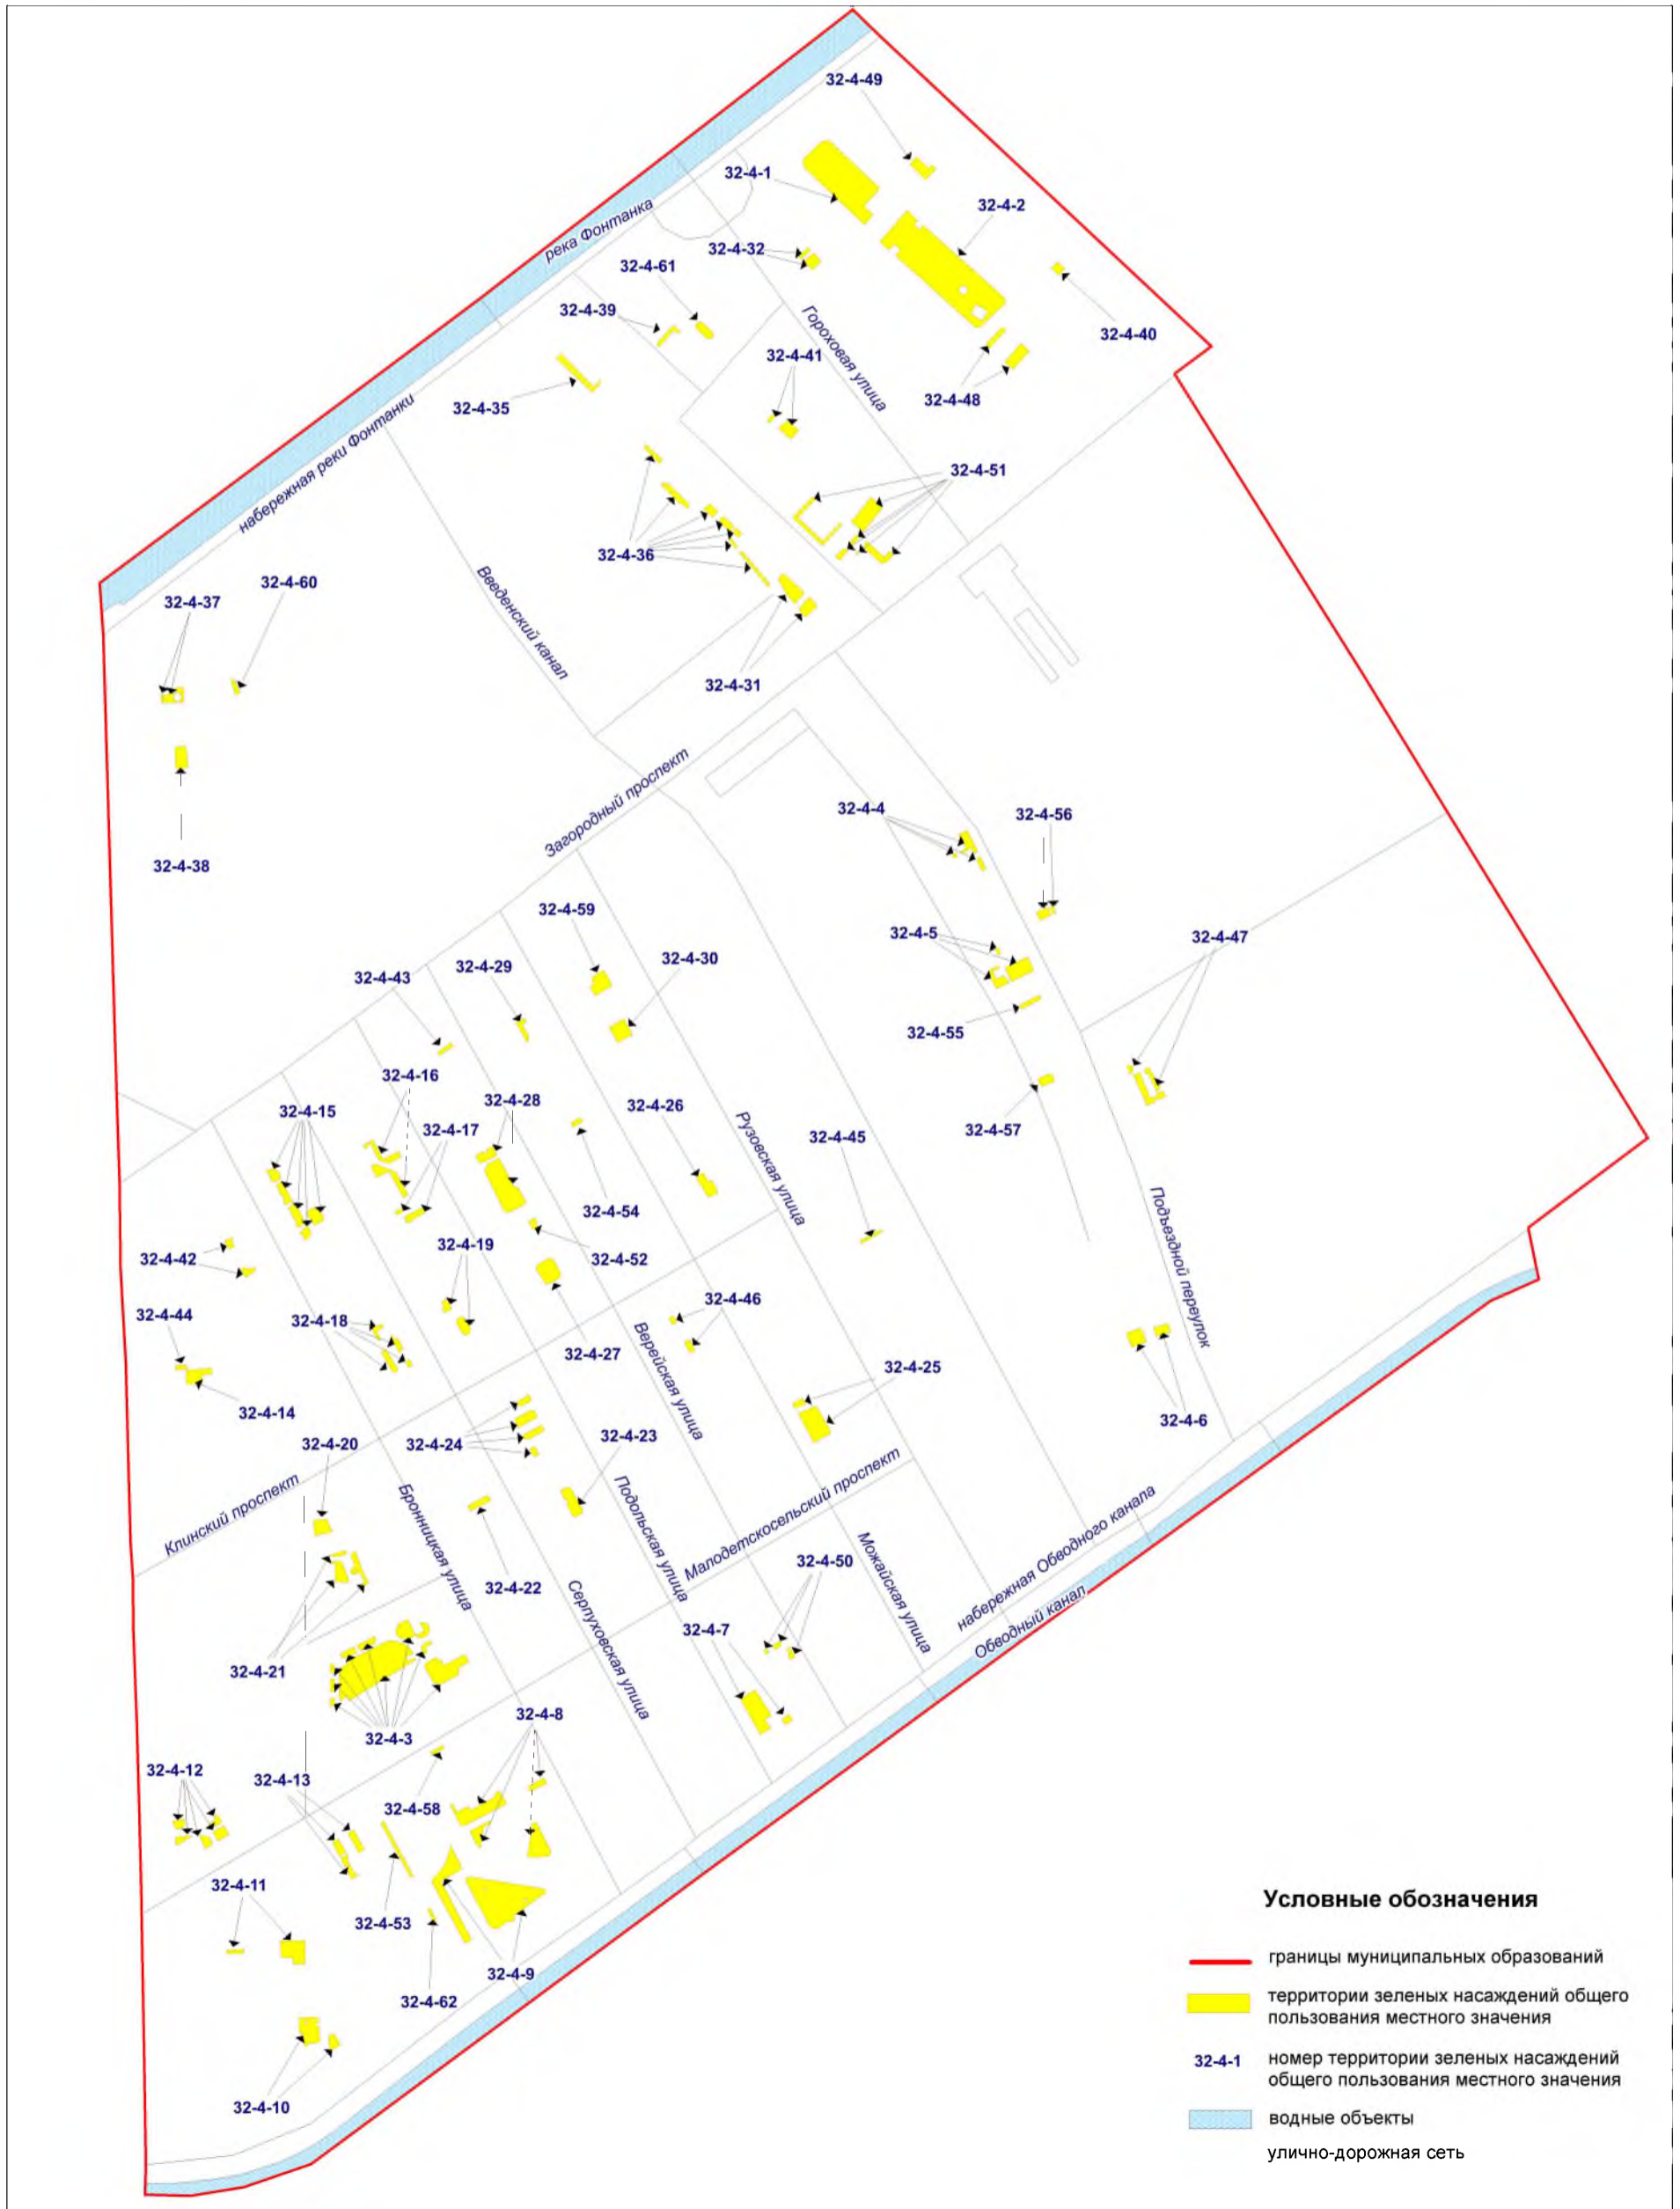 32-4-49
32-4-1
32-4-2
река Фонтанка
32-4-32
32-4-61
32-4-39
Гороховая улица
32-4-40
32-4-41
32-4-35
32-4-48
набережная реки Фонтанки
32-4-51
32-4-36
Введенский канал
32-4-60
32-4-37
32-4-31
Загородный проспект
32-4-38
32-4-4
32-4-56
32-4-59
32-4-5
32-4-47
32-4-30
32-4-29
32-4-43
32-4-55
32-4-16
32-4-28
32-4-26
32-4-15
32-4-17
Рузовская улица
32-4-45
32-4-57
32-4-54
Подъездной переулок
32-4-19
32-4-52
32-4-42
32-4-46
32-4-44
32-4-18
32-4-27
Верейская улица
32-4-25
32-4-14
32-4-6
32-4-20
32-4-24
32-4-23
Клинский проспект
Бронницкая улица
Подольская улица
Малодетскосельский проспект
набережная Обводного канала
32-4-22
32-4-50
Можайская улица
Серпуховская улица
32-4-7
Обводный канал
32-4-21
32-4-8
32-4-3
32-4-12
32-4-13
32-4-58
32-4-11
32-4-53
32-4-9
32-4-62
32-4-10
Условные обозначения
границы муниципальных образований
территории зеленых насаждений общего
пользования местного значения
32-4-1
номер территории зеленых насаждений
общего пользования местного значения
водные объекты
улично-дорожная сеть